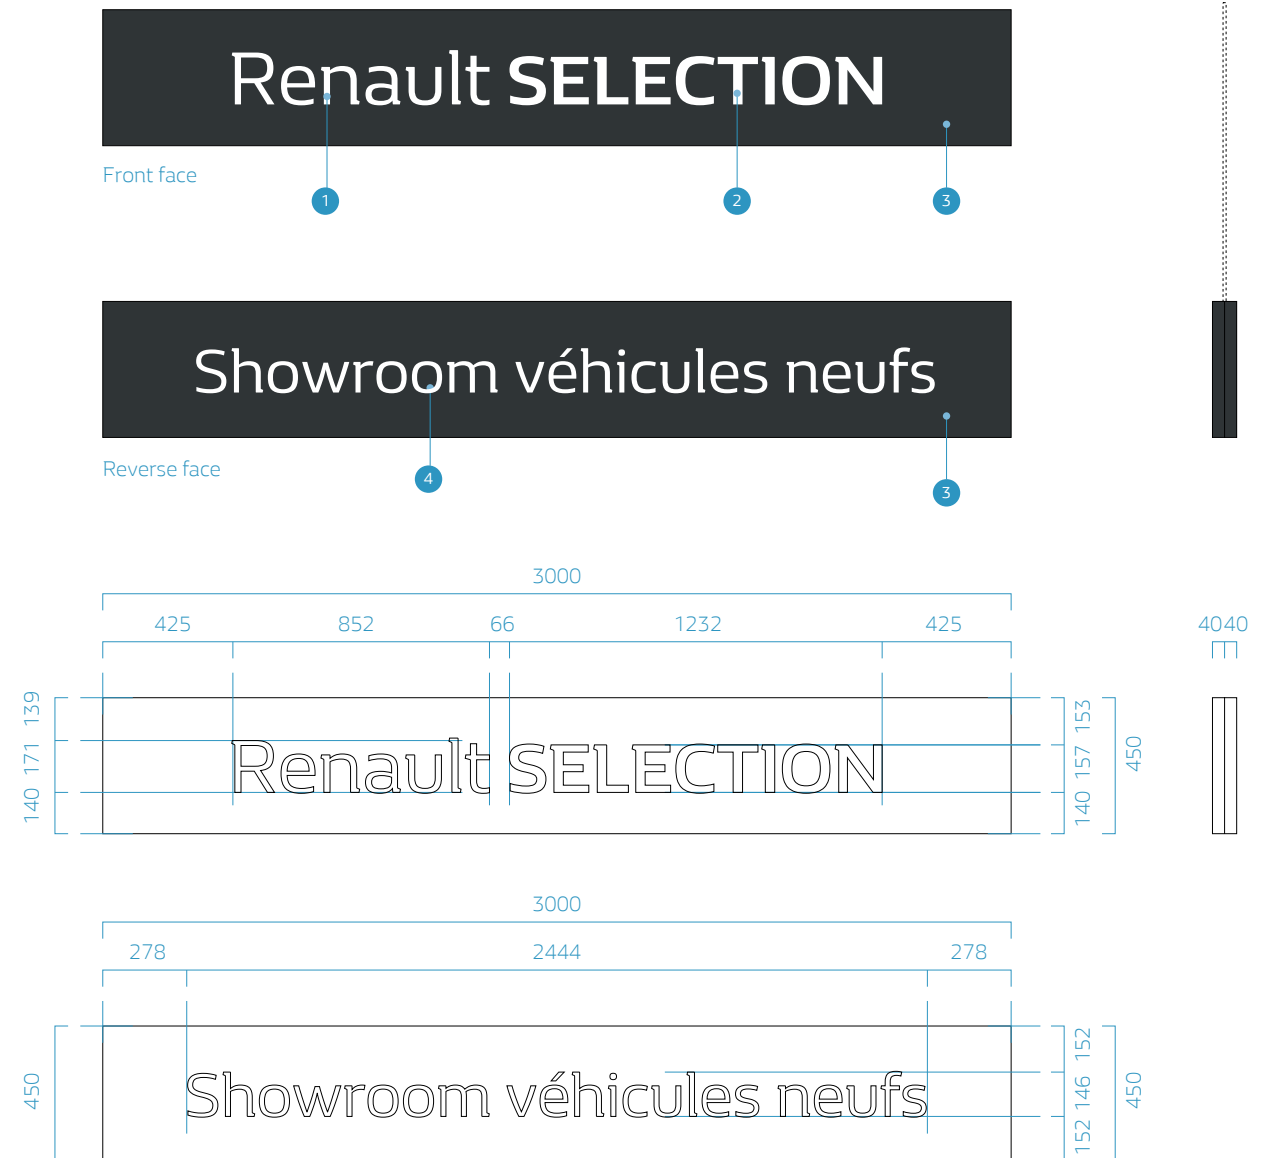 Renault SELECTION
Front face
1
2
3
Showroom véhicules neufs
Reverse face
4
3
3000
425 852 66 1232 425
4040
139
171
140
Renault SELECTION
153
157
140
450
3000
278 2444 278
450
Showroom véhicules neufs
152
146
152
450